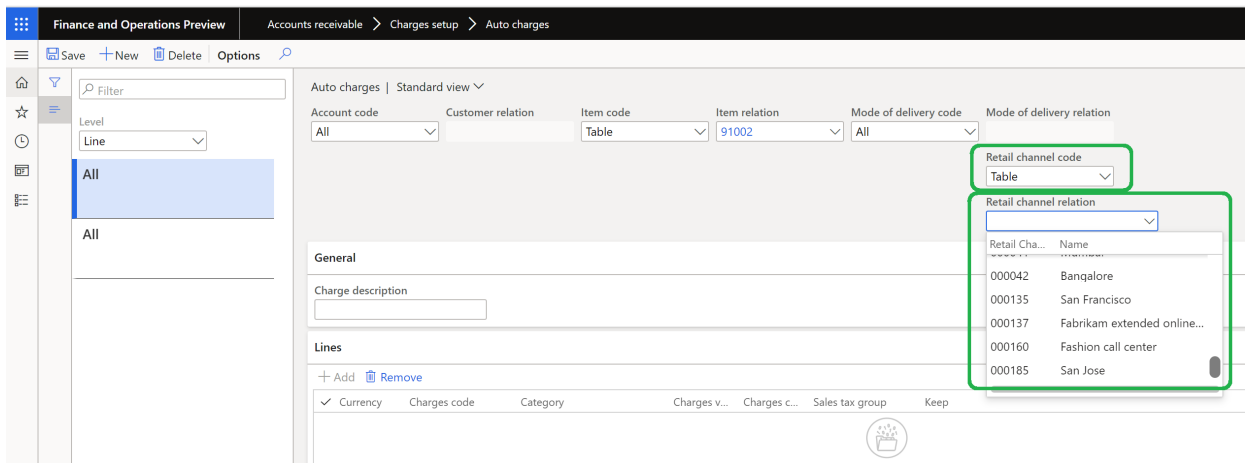 Finance and Operations Preview Accounts receivable Charges setup Auto charges
Save New Delete Options
Filter
Level
Line
All
All
Auto charges | Standard view
Account code Customer relation Item code Item relation Mode of delivery code Mode of delivery relation
All Table 91002 All
Retail channel code
Table
Retail channel relation
Retail Cha... Name
Mumbai
000042 Bangalore
000135 San Francisco
000137 Fabrikam extended online...
000160 Fashion call center
000185 San Jose
General
Charge description
Lines
Add Remove
Currency Charges code Category Charges v... Charges c... Sales tax group Keep